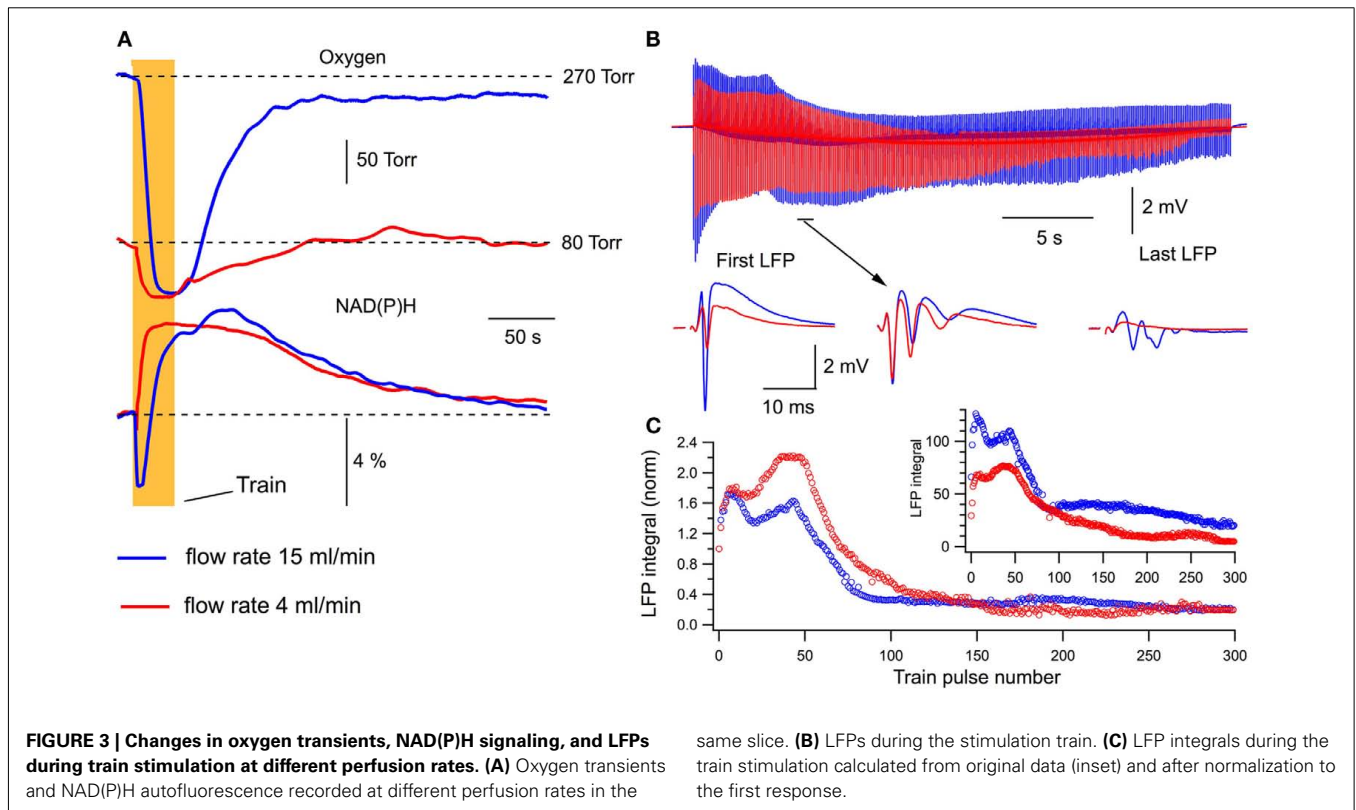 A
Oxygen
270 Torr
50 Torr
80 Torr
NAD(P)H
50 s
4 %
Train
flow rate 15 ml/min
flow rate 4 ml/min
B
2 mV
5 s
First LFP
Last LFP
2 mV
10 ms
C
LFP integral (norm)
2.4
2.0
1.6
1.2
0.8
0.4
0.0
0
50
100
150
200
250
300
Train pulse number
LFP integral
100
50
0
0
50
100
150
200
250
300
FIGURE 3 | Changes in oxygen transients, NAD(P)H signaling, and LFPs
during train stimulation at different perfusion rates. (A) Oxygen transients
and NAD(P)H autofluorescence recorded at different perfusion rates in the
same slice. (B) LFPs during the stimulation train. (C) LFP integrals during the
train stimulation calculated from original data (inset) and after normalization to
the first response.